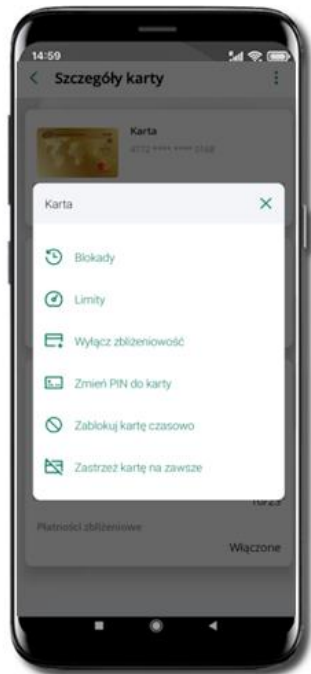 14:59
Szczegóły karty
Karta
Karta
Blokady
Limity
Wyłącz zbliżeniowość
Zmień PIN do karty
Zablokuj kartę czasowo
Zastrzeż kartę na zawsze
Płatności zbliżeniowe
Włączone